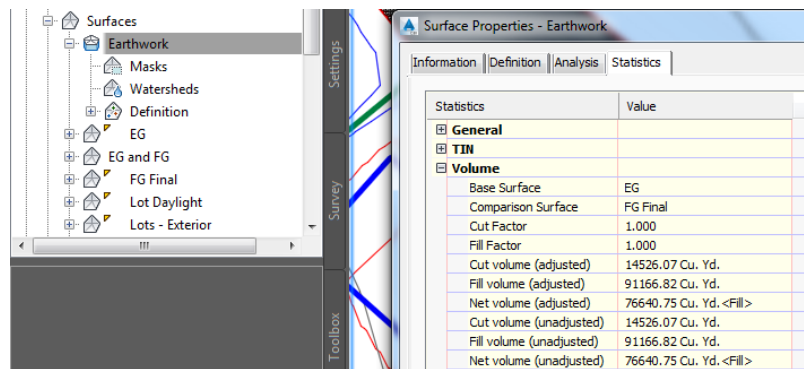 Surfaces
Earthwork
Masks
Watersheds
Definition
EG
EG and FG
FG Final
Lot Daylight
Lots - Exterior
Settings
Survey
Toolbox
Surface Properties - Earthwork
Information Definition Analysis Statistics
Statistics Value
General
TIN
Volume
Base Surface EG
Comparison Surface FG Final
Cut Factor 1.000
Fill Factor 1.000
Cut volume (adjusted) 14526.07 Cu. Yd.
Fill volume (adjusted) 91166.82 Cu. Yd.
Net volume (adjusted) 76640.75 Cu. Yd.<Fill>
Cut volume (unadjusted) 14526.07 Cu. Yd.
Fill volume (unadjusted) 91166.82 Cu. Yd.
Net volume (unadjusted) 76640.75 Cu. Yd.<Fill>